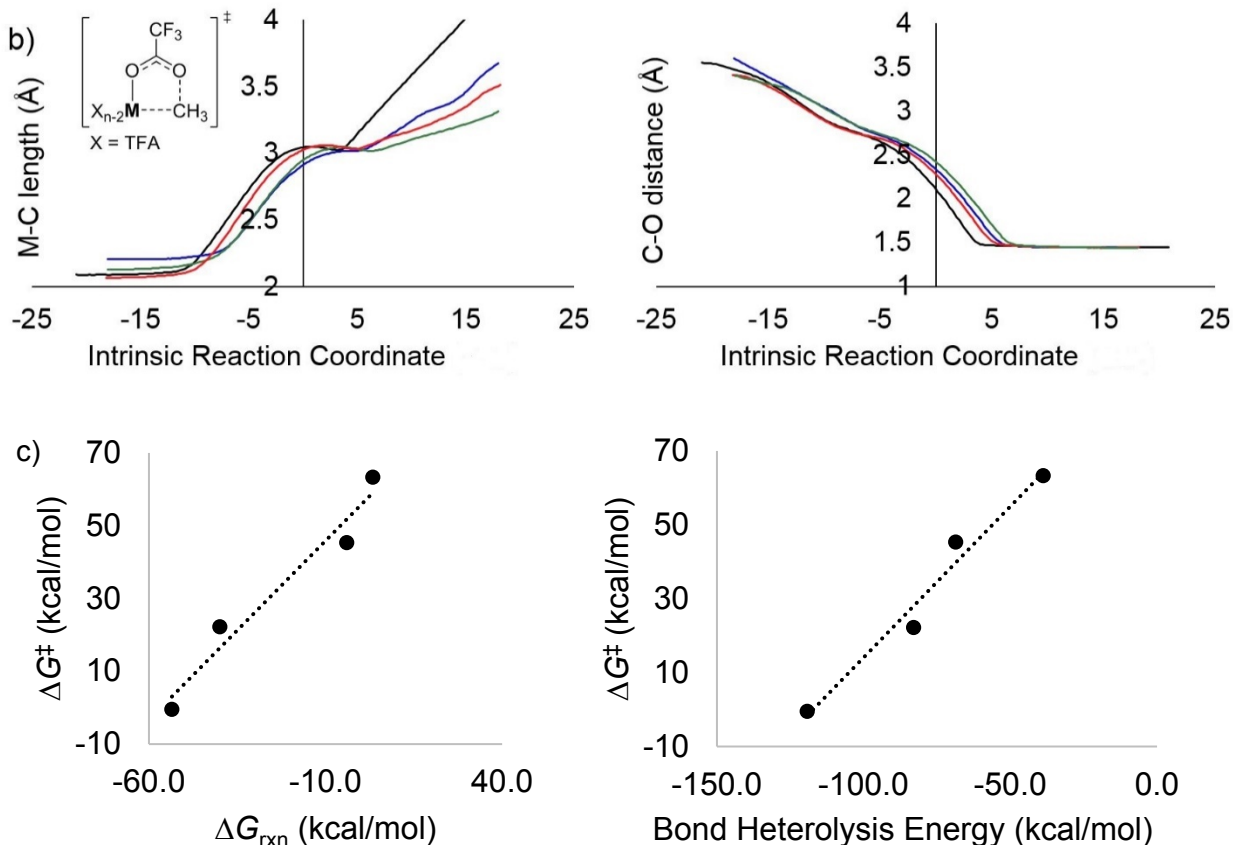 b)
‡
CF3
O
O
Xn-2M
CH3
X = TFA
M-C length (Å)
4
3.5
3
2.5
2
-25
-15
-5
5
15
25
Intrinsic Reaction Coordinate
C-O distance (Å)
4
3.5
3
2.5
2
1.5
1
-25
-15
-5
5
15
25
Intrinsic Reaction Coordinate
c)
ΔG‡ (kcal/mol)
70
50
30
10
-10
-60.0
-10.0
40.0
ΔGrxn (kcal/mol)
ΔG‡ (kcal/mol)
70
50
30
10
-10
-150.0
-100.0
-50.0
0.0
Bond Heterolysis Energy (kcal/mol)